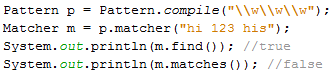 Pattern p = Pattern.compile("\\w\\w\\w");
Matcher m = p.matcher("hi 123 his");
System.out.println(m.find()); //true
System.out.println(m.matches()); //false